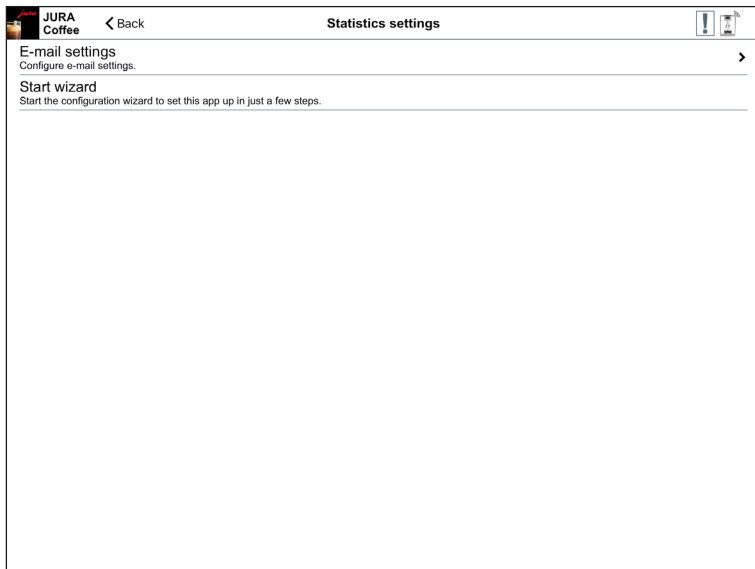 jura
JURA
Coffee
Back
Statistics settings
E-mail settings
Configure e-mail settings.
Start wizard
Start the configuration wizard to set this app up in just a few steps.